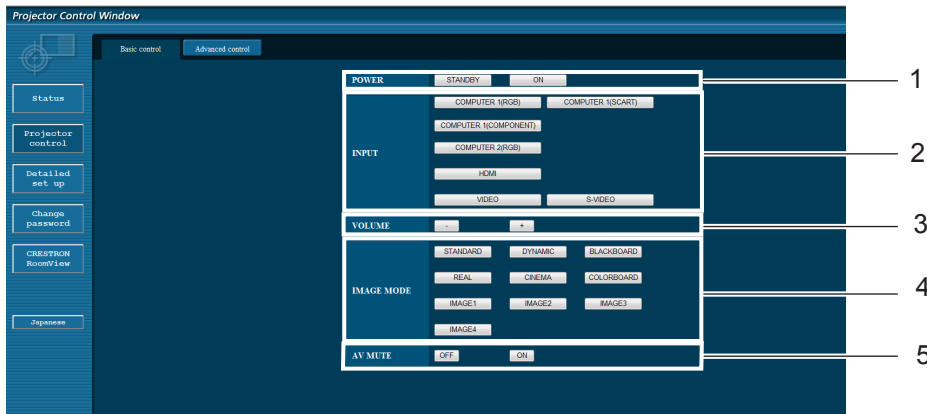 Projector Control Window
Basic control Advanced control
Status
Projector
control
Detailed
set up
Change
password
CRESTRON
RoomView
Japanese
POWER STANDBY ON 1
INPUT COMPUTER 1(RGB) COMPUTER 1(SCART)
COMPUTER 1(COMPONENT)
COMPUTER 2(RGB)
HDMI
VIDEO S-VIDEO
2
VOLUME - + 3
IMAGE MODE STANDARD DYNAMIC BLACKBOARD
REAL CINEMA COLORBOARD
IMAGE1 IMAGE2 IMAGE3
IMAGE4
4
AV MUTE OFF ON 5